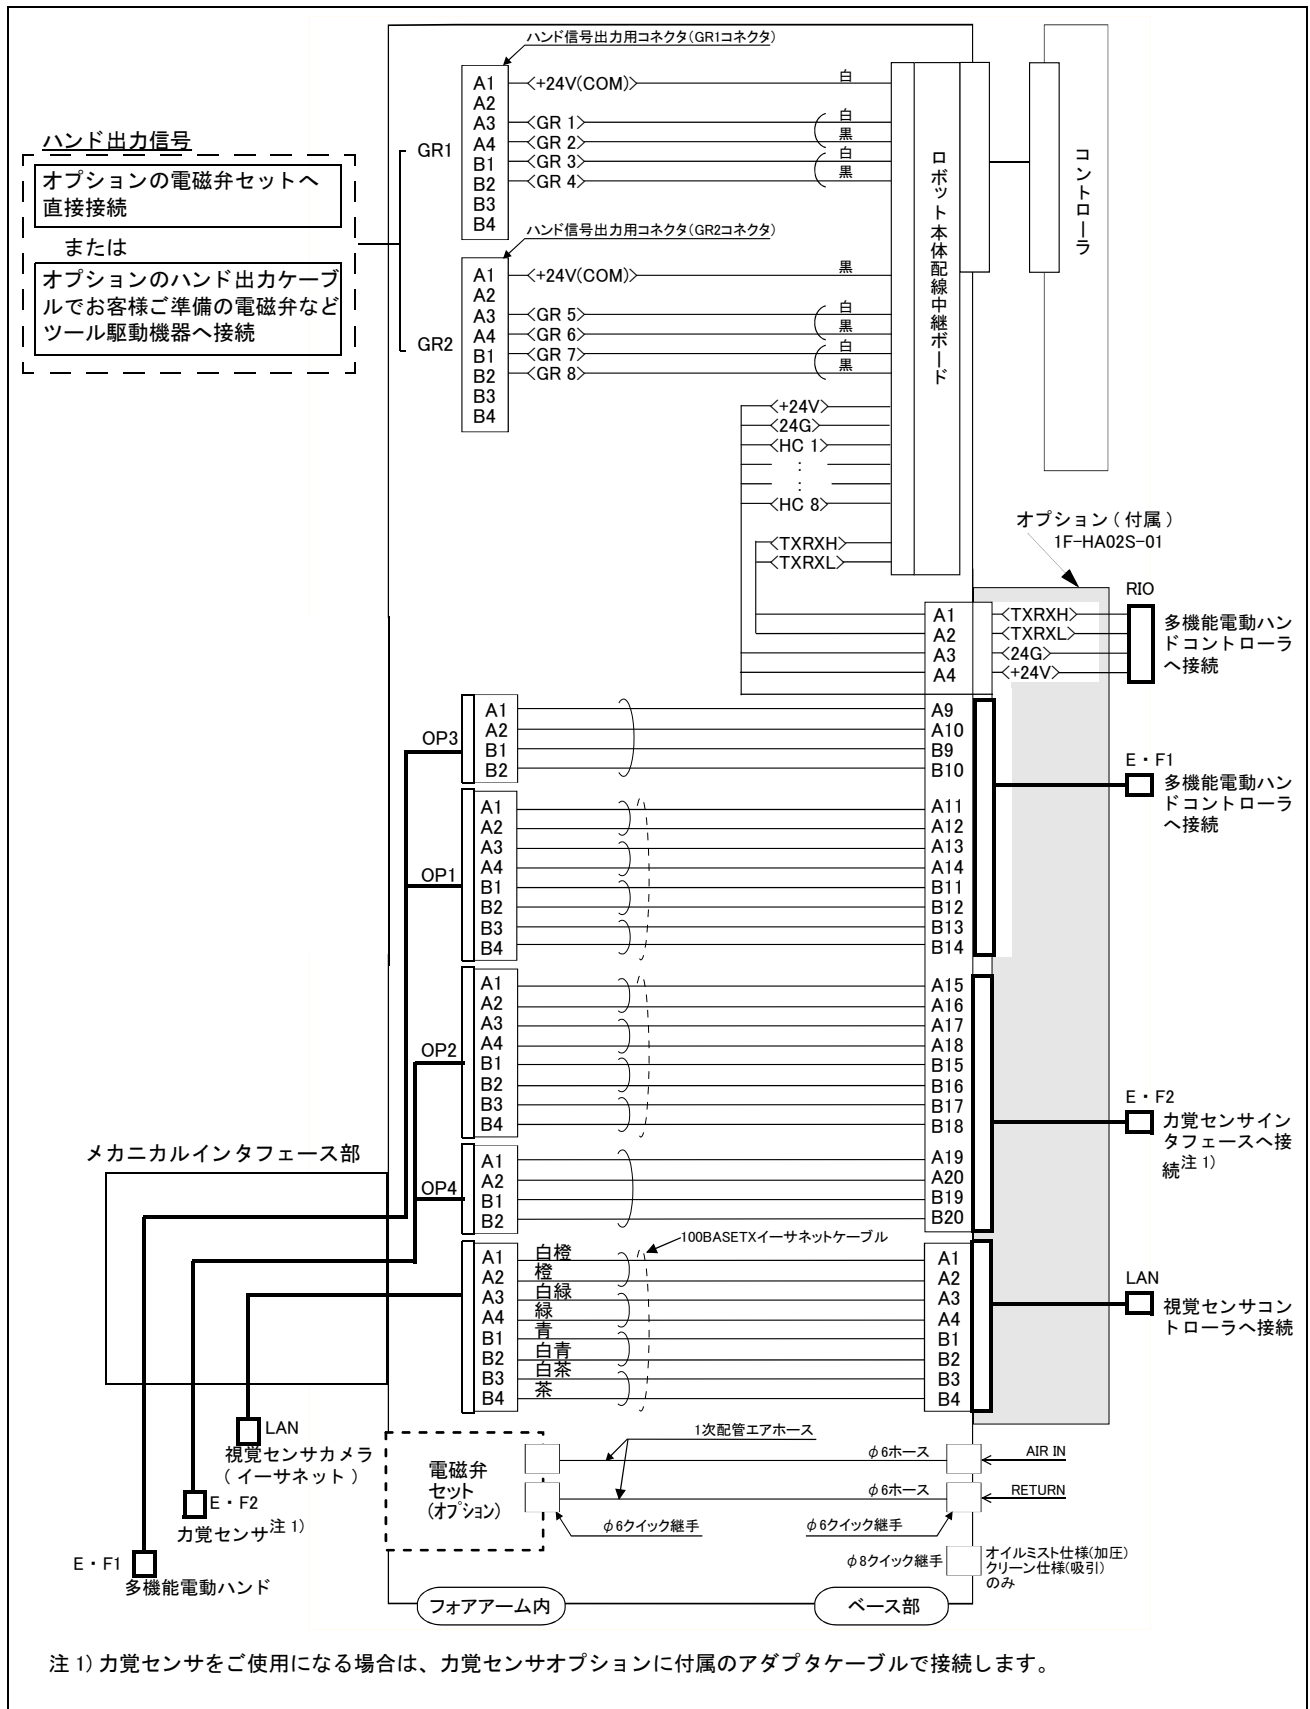 ハンド信号出力用コネクタ(GR1コネクタ)
A1
A2
A3
A4
B1
B2
B3
B4
<+24V(COM)>
<GR 1>
<GR 2>
<GR 3>
<GR 4>
白
白
黒
白
黒
GR1
ハンド出力信号
オプションの電磁弁セットへ
直接接続
または
オプションのハンド出力ケーブ
ルでお客様ご準備の電磁弁など
ツール駆動機器へ接続
ハンド信号出力用コネクタ(GR2コネクタ)
GR2
A1
A2
A3
A4
B1
B2
B3
B4
<+24V(COM)>
<GR 5>
<GR 6>
<GR 7>
<GR 8>
黒
白
黒
白
黒
ロボット本体配線中継ボード
コントローラ
<+24V>
<24G>
<HC 1>
:
:
<HC 8>
<TXRXH>
<TXRXL>
オプション ( 付属 )
1F-HA02S-01
A1
A2
A3
A4
<TXRXH>
<TXRXL>
<24G>
<+24V>
RIO
多機能電動ハン
ドコントローラ
へ接続
OP3
A1
A2
B1
B2
A9
A10
B9
B10
E・F1
多機能電動ハン
ドコントローラ
へ接続
OP1
A1
A2
A3
A4
B1
B2
B3
B4
A11
A12
A13
A14
B11
B12
B13
B14
OP2
A1
A2
A3
A4
B1
B2
B3
B4
A15
A16
A17
A18
B15
B16
B17
B18
E・F2
力覚センサイン
タフェースへ接
続注 1)
メカニカルインタフェース部
OP4
A1
A2
B1
B2
A19
A20
B19
B20
100BASETXイーサネットケーブル
A1
A2
A3
A4
B1
B2
B3
B4
白橙
橙
白緑
緑
青
白青
白茶
茶
A1
A2
A3
A4
B1
B2
B3
B4
LAN
視覚センサコン
トローラへ接続
LAN
視覚センサカメラ
( イーサネット )
E・F2
力覚センサ注 1)
E・F1
多機能電動ハンド
電磁弁
セット
(オプション)
1次配管エアホース
φ6ホース
AIR IN
φ6ホース
RETURN
φ6クイック継手
φ6クイック継手
φ8クイック継手
オイルミスト仕様(加圧)
クリーン仕様(吸引)
のみ
フォアアーム内
ベース部
注 1) 力覚センサをご使用になる場合は、力覚センサオプションに付属のアダプタケーブルで接続します。